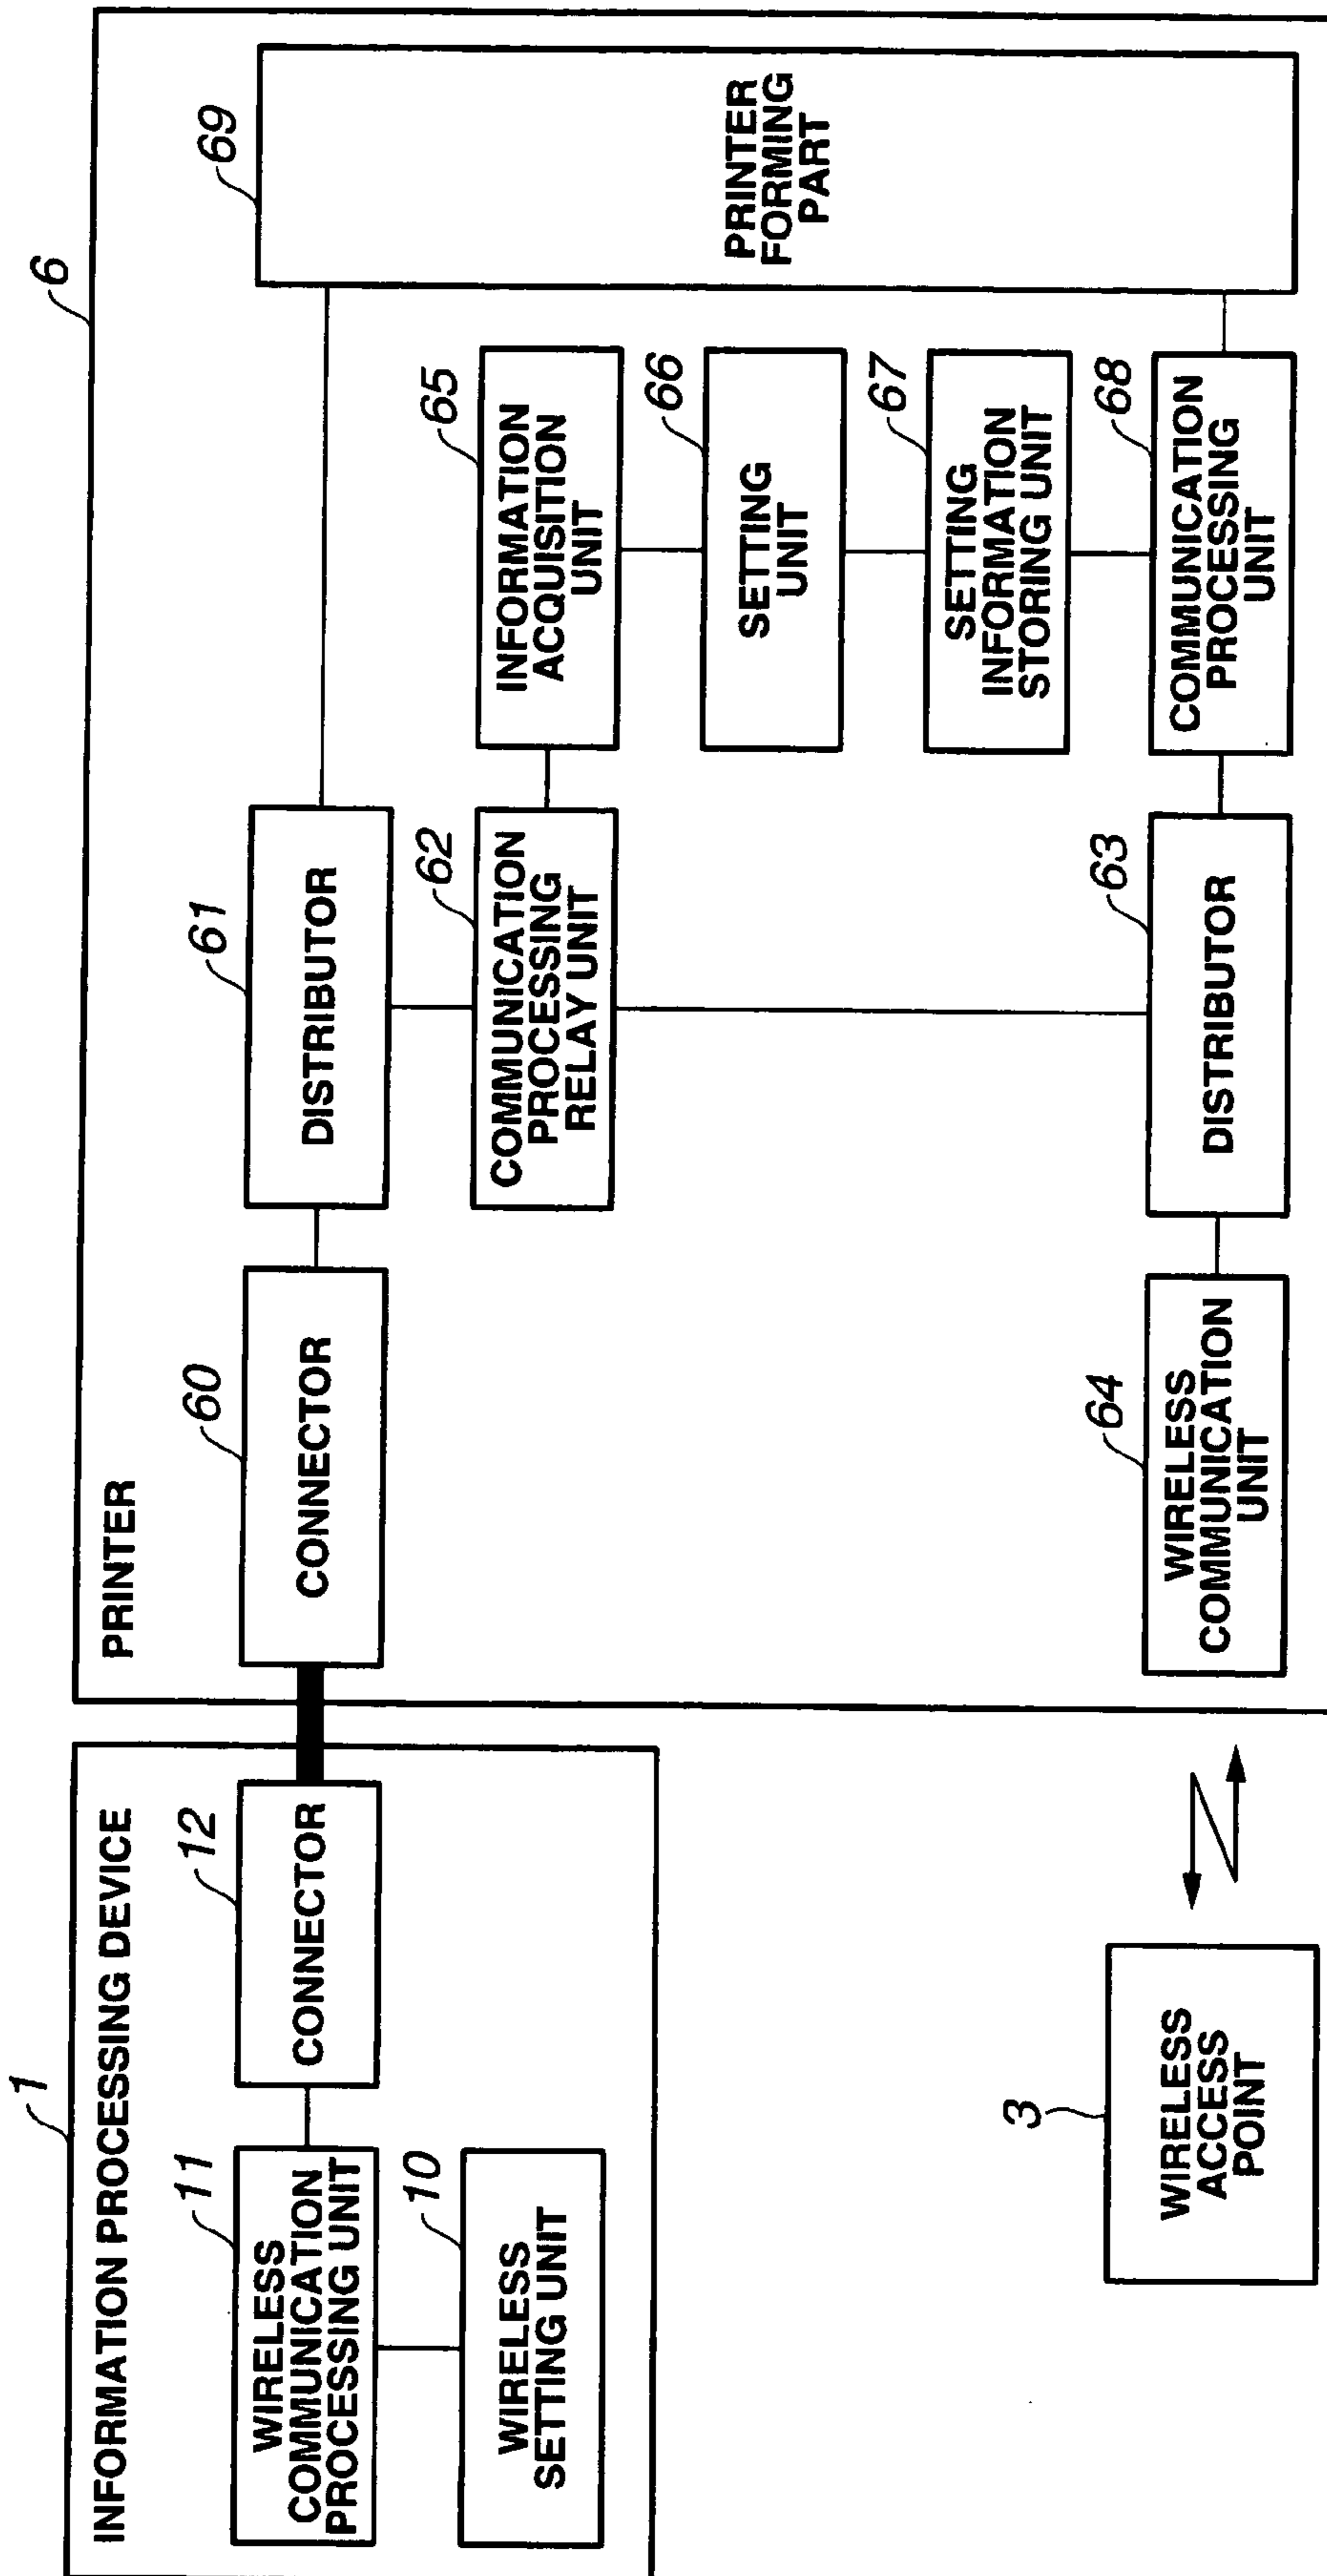 1
INFORMATION PROCESSING DEVICE
11
WIRELESS
COMMUNICATION
PROCESSING UNIT
12
CONNECTOR
10
WIRELESS
SETTING UNIT
3
WIRELESS
ACCESS
POINT
6
PRINTER
60
CONNECTOR
61
DISTRIBUTOR
62
COMMUNICATION
PROCESSING
RELAY UNIT
63
DISTRIBUTOR
64
WIRELESS
COMMUNICATION
UNIT
65
INFORMATION
ACQUISITION
UNIT
66
SETTING
UNIT
67
SETTING
INFORMATION
STORING UNIT
68
COMMUNICATION
PROCESSING
UNIT
69
PRINTER
FORMING
PART